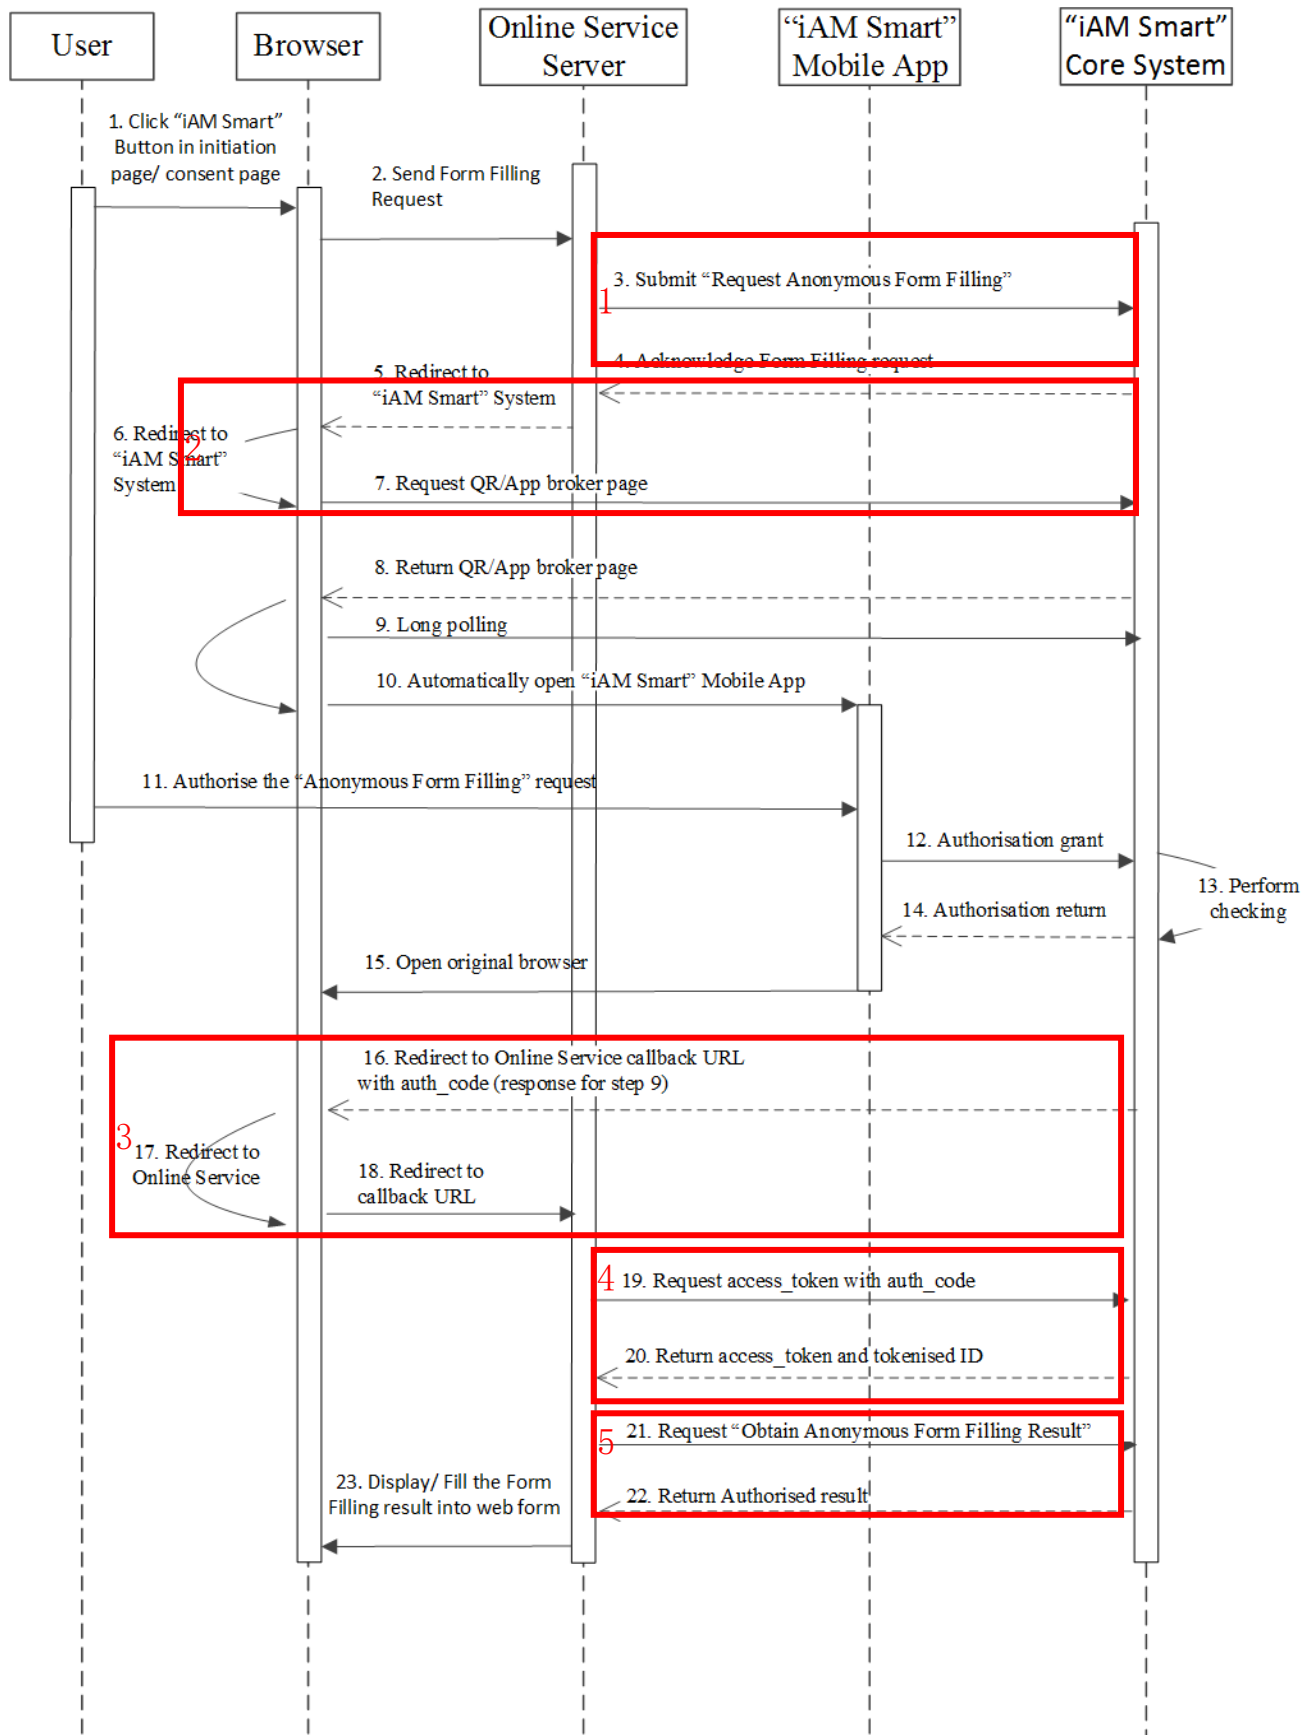 User
Browser
Online Service
Server
“iAM Smart”
Mobile App
“iAM Smart”
Core System
1. Click “iAM Smart”
Button in initiation
page/ consent page
2. Send Form Filling
Request
3. Submit “Request Anonymous Form Filling”
1
4. Acknowledge Form Filling request
5. Redirect to
“iAM Smart” System
6. Redirect to
“iAM Smart”
System
2
7. Request QR/App broker page
8. Return QR/App broker page
9. Long polling
10. Automatically open “iAM Smart” Mobile App
11. Authorise the “Anonymous Form Filling” request
12. Authorisation grant
13. Perform
checking
14. Authorisation return
15. Open original browser
16. Redirect to Online Service callback URL
with auth_code (response for step 9)
3
17. Redirect to
Online Service
18. Redirect to
callback URL
4
19. Request access_token with auth_code
20. Return access_token and tokenised ID
21. Request “Obtain Anonymous Form Filling Result”
5
22. Return Authorised result
23. Display/ Fill the Form
Filling result into web form